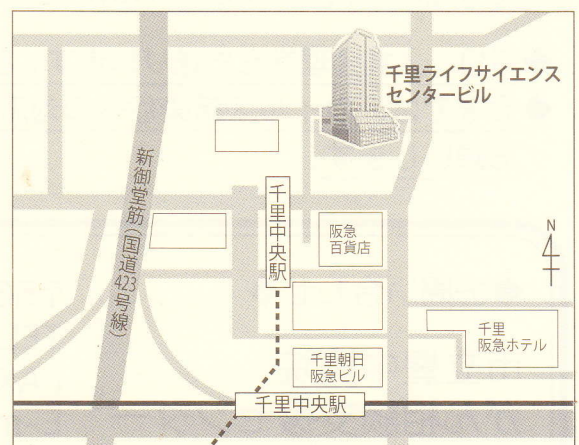 千里ライフサイエンス
センタービル
新御堂筋(国道423号線)
千里中央駅
阪急
百貨店
N
千里
阪急ホテル
千里朝日
阪急ビル
千里中央駅